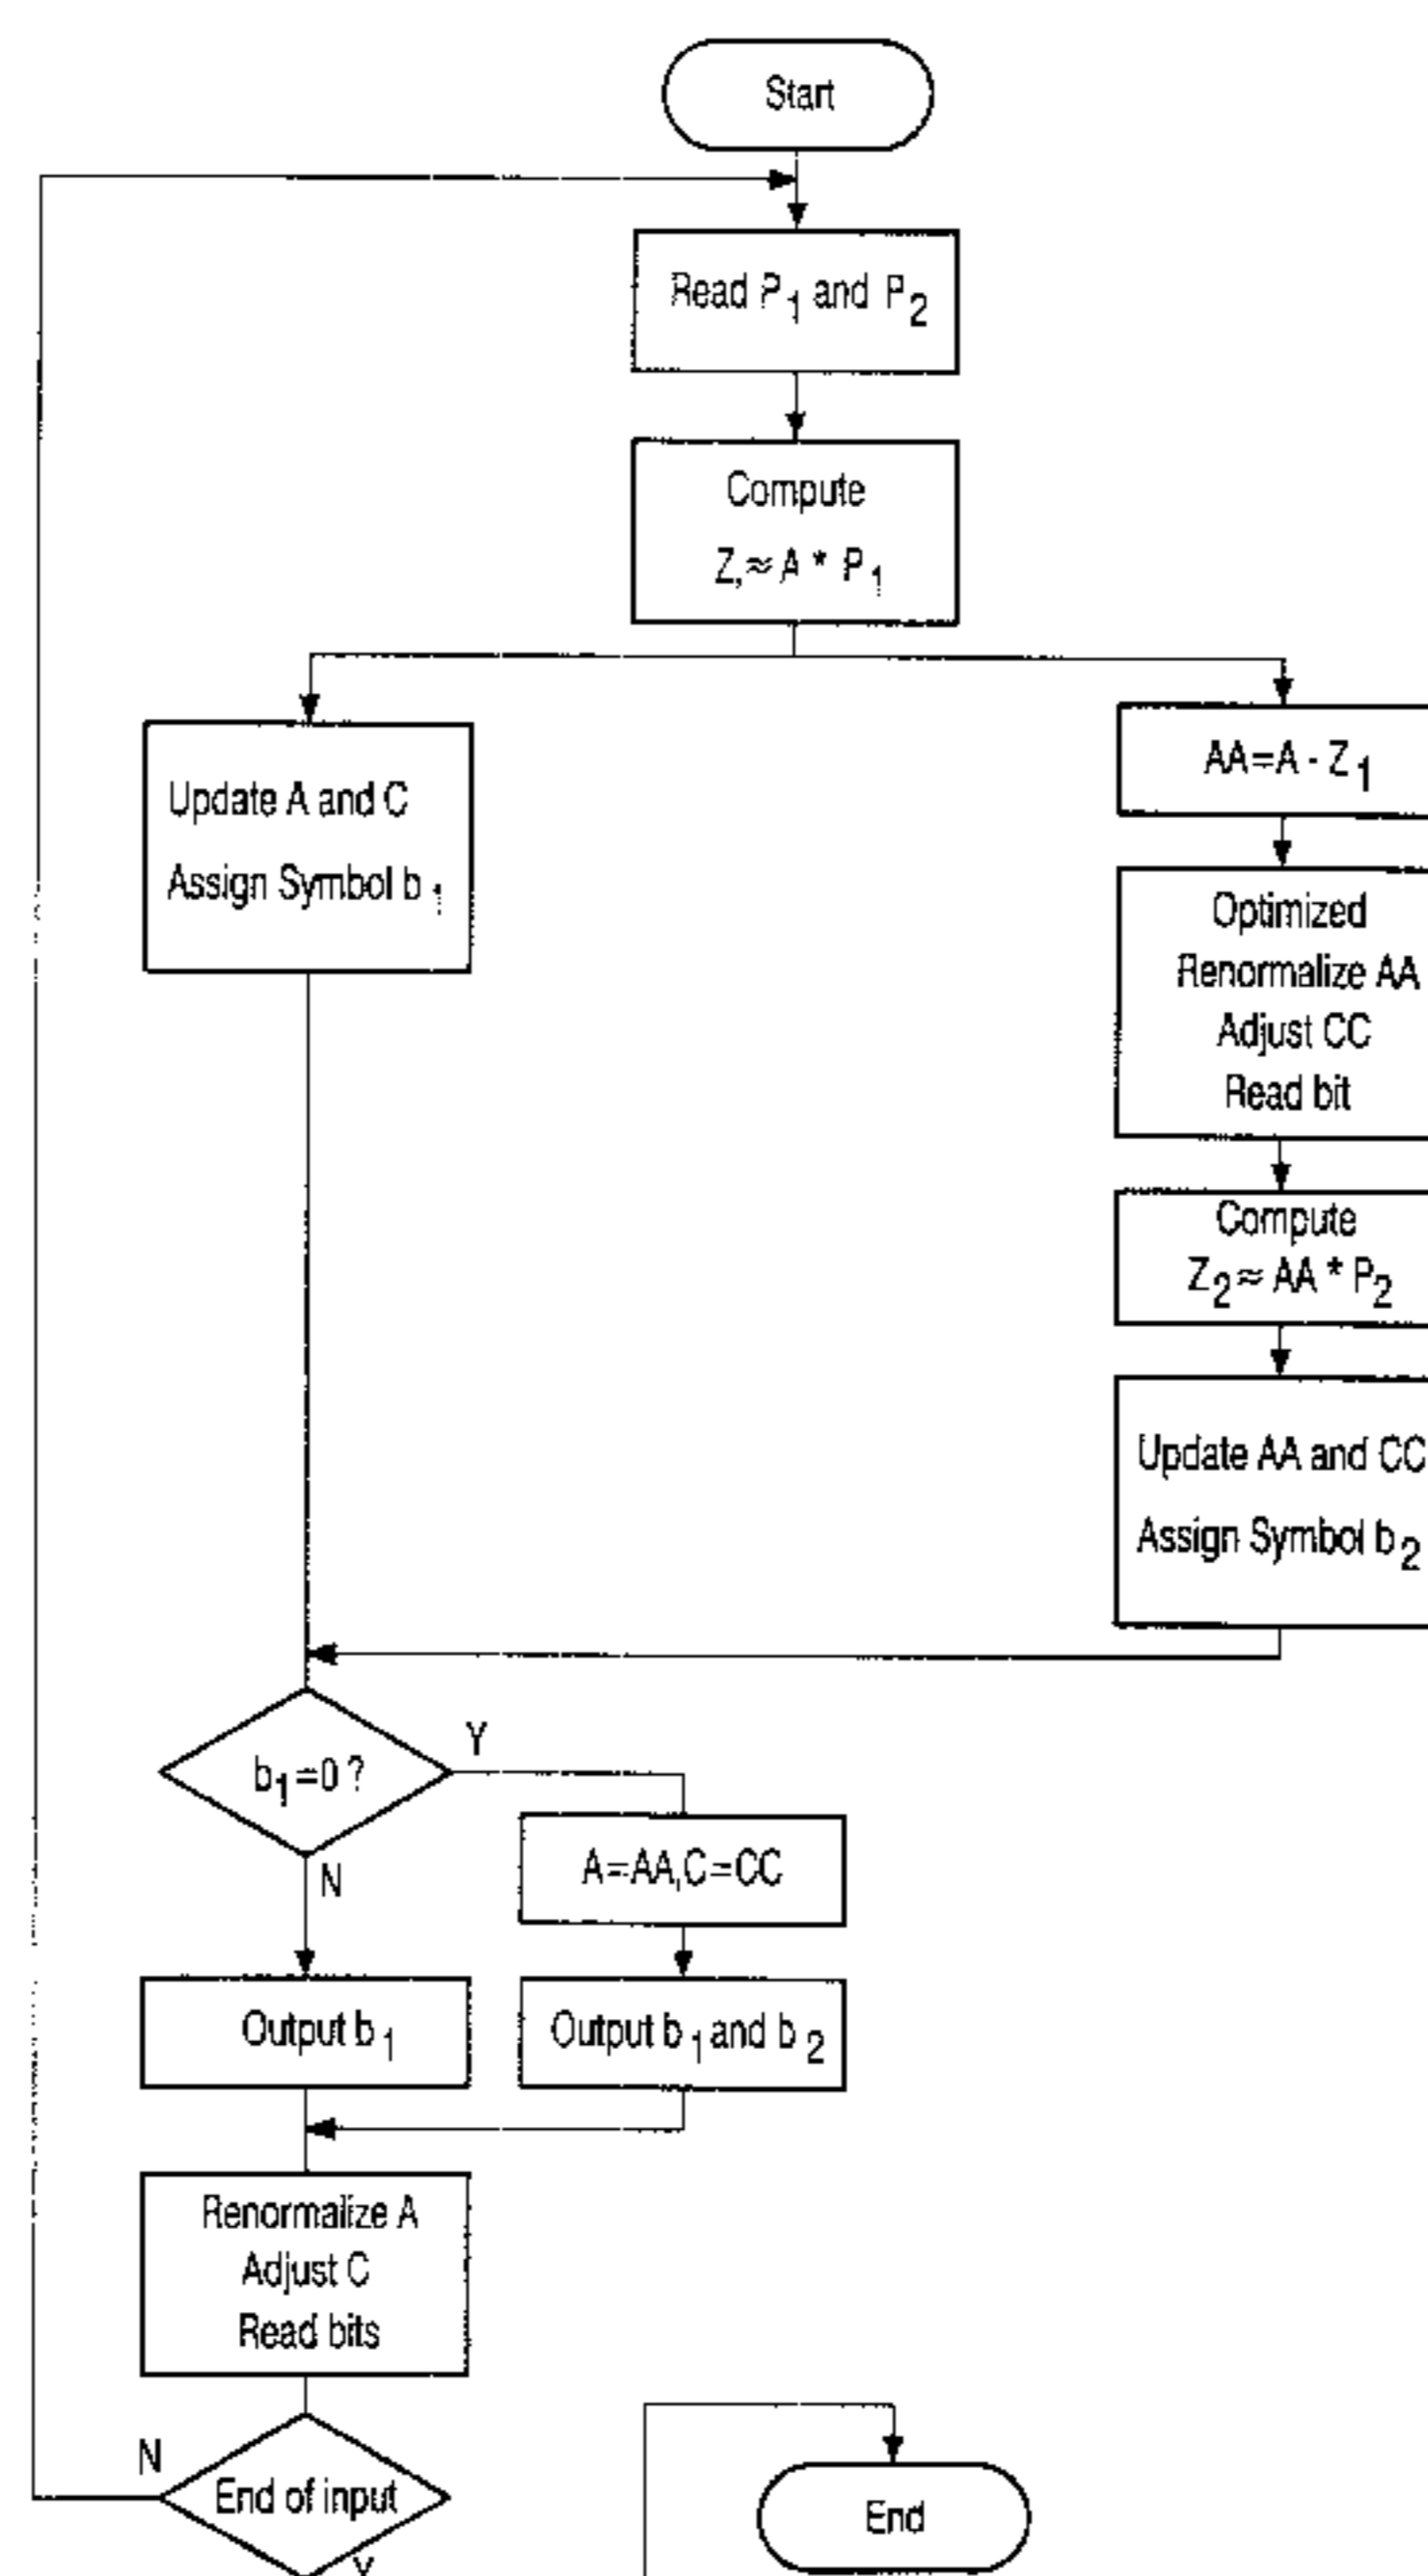 Start
Read P1 and P2
Compute
Z,≈ A * P1
Update A and C
Assign Symbol b1
AA=A - Z1
Optimized
Renormalize AA
Adjust CC
Read bit
Compute
Z2≈ AA * P2
Update AA and CC
Assign Symbol b2
b1=0 ?
Y
N
A=AA,C=CC
Output b1
Output b1 and b2
Renormalize A
Adjust C
Read bits
N
End of input
Y
End